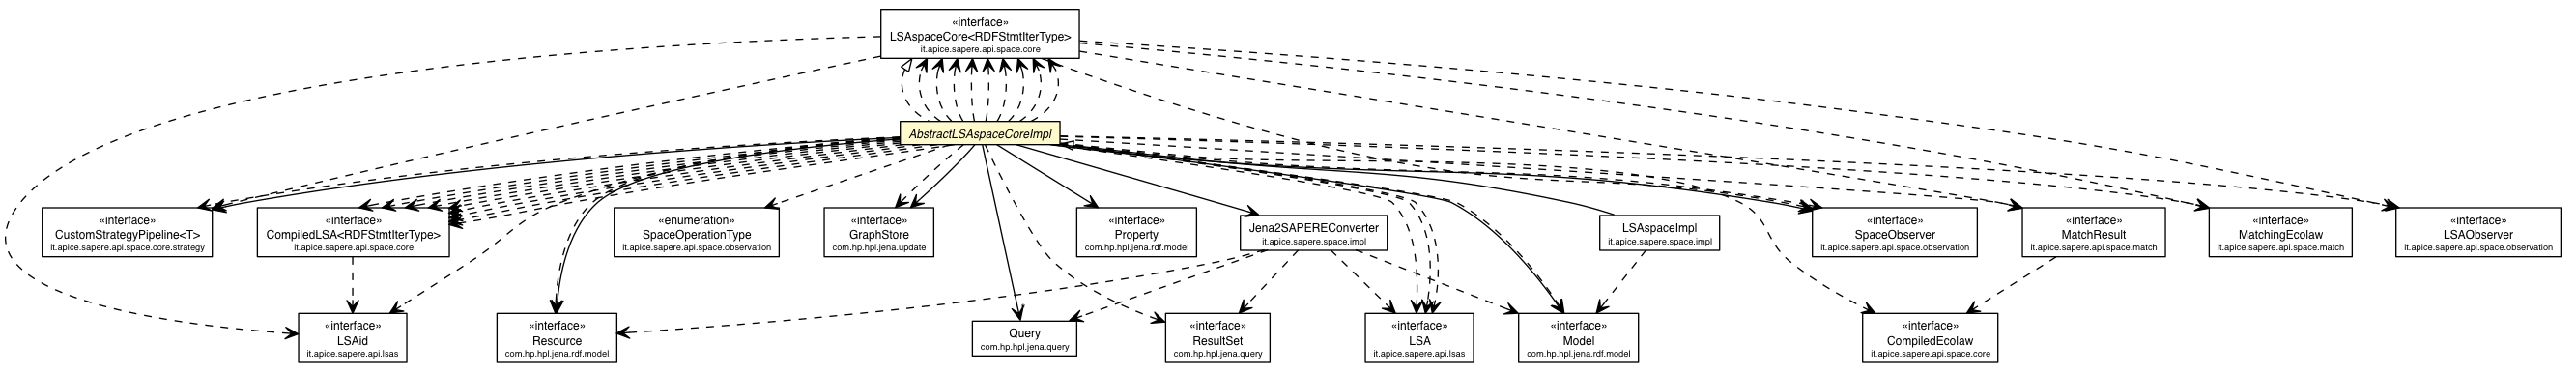 «interface»
LSAspaceCore<RDFStmtIterType>
it.apice.sapere.api.space.core
AbstractLSAspaceCoreImpl
«interface»
CustomStrategyPipeline<T>
it.apice.sapere.api.space.core.strategy
«interface»
CompiledLSA<RDFStmtIterType>
it.apice.sapere.api.space.core
«enumeration»
SpaceOperationType
it.apice.sapere.api.space.observation
«interface»
GraphStore
com.hp.hpl.jena.update
«interface»
Property
com.hp.hpl.jena.rdf.model
Jena2SAPEREConverter
it.apice.sapere.space.impl
LSAspaceImpl
it.apice.sapere.space.impl
«interface»
SpaceObserver
it.apice.sapere.api.space.observation
«interface»
MatchResult
it.apice.sapere.api.space.match
«interface»
MatchingEcolaw
it.apice.sapere.api.space.match
«interface»
LSAObserver
it.apice.sapere.api.space.observation
«interface»
LSAid
it.apice.sapere.api.lsas
«interface»
Resource
com.hp.hpl.jena.rdf.model
Query
com.hp.hpl.jena.query
«interface»
ResultSet
com.hp.hpl.jena.query
«interface»
LSA
it.apice.sapere.api.lsas
«interface»
Model
com.hp.hpl.jena.rdf.model
«interface»
CompiledEcolaw
it.apice.sapere.api.space.core